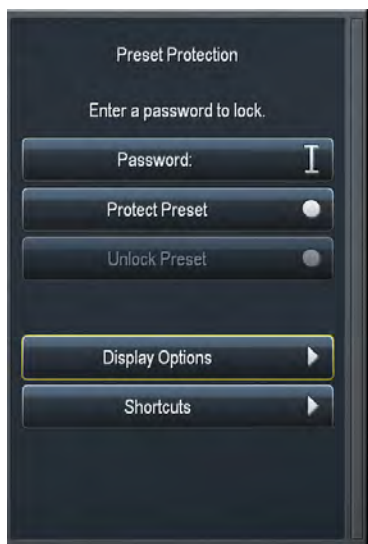 Preset Protection
Enter a password to lock.
Password:
Protect Preset
Unlock Preset
Display Options
Shortcuts